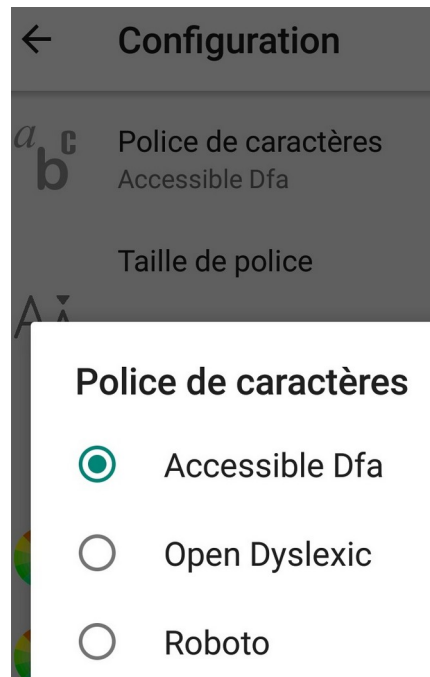 Configuration
a b c
Police de caractères
Accessible Dfa
Taille de police
A A
Police de caractères
Accessible Dfa
Open Dyslexic
Roboto